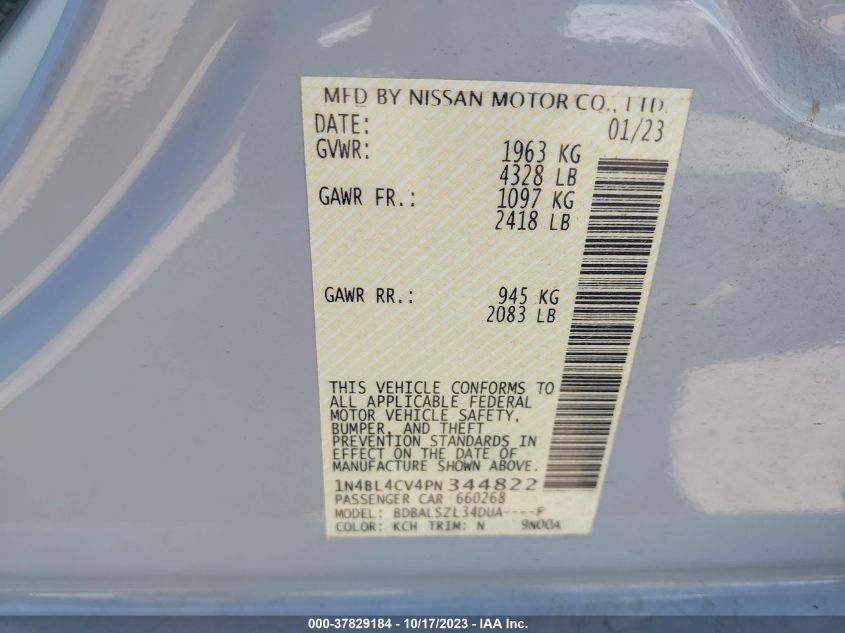 MFD BY NISSAN MOTOR CO., LTD.
DATE: 01/23
GVWR: 1963 KG
4328 LB
GAWR FR.: 1097 KG
2418 LB
GAWR RR.: 945 KG
2083 LB
THIS VEHICLE CONFORMS TO
ALL APPLICABLE FEDERAL
MOTOR VEHICLE SAFETY,
BUMPER, AND THEFT
PREVENTION STANDARDS IN
EFFECT ON THE DATE OF
MANUFACTURE SHOWN ABOVE.
1N4BL4CV4PN344822
PASSENGER CAR 660268
MODEL: BDBALSZL34DUA----F
COLOR: KCH TRIM: N 9N00A
000-37829184 - 10/17/2023 - IAA Inc.